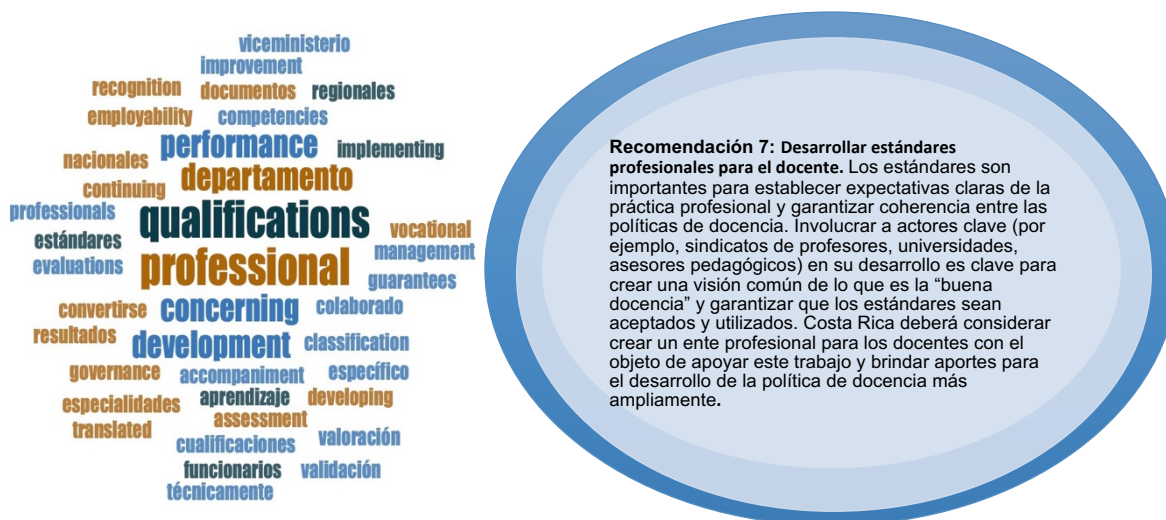 viceministerio
improvement
recognition documentos regionales
employability competencies
performance implementing
nacionales departamento
continuing
professionals qualifications vocational
estándares management
evaluations professional guarantees
convertirse concerning colaborado
resultados development classification
governance accompaniment específico
especialidades aprendizaje developing
translated assessment
cualificaciones valoración
funcionarios validación
técnicamente
Recomendación 7: Desarrollar estándares
profesionales para el docente. Los estándares son
importantes para establecer expectativas claras de la
práctica profesional y garantizar coherencia entre las
políticas de docencia. Involucrar a actores clave (por
ejemplo, sindicatos de profesores, universidades,
asesores pedagógicos) en su desarrollo es clave para
crear una visión común de lo que es la “buena
docencia” y garantizar que los estándares sean
aceptados y utilizados. Costa Rica deberá considerar
crear un ente profesional para los docentes con el
objeto de apoyar este trabajo y brindar aportes para
el desarrollo de la política de docencia más
ampliamente.